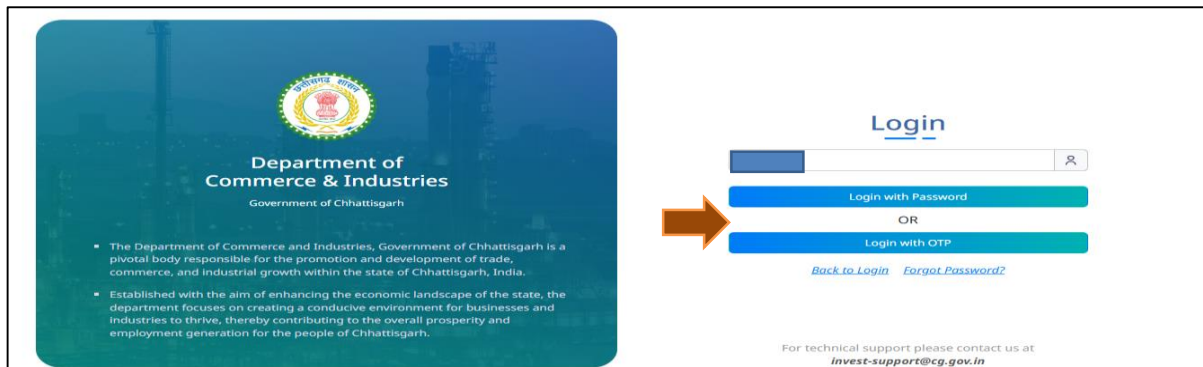 छत्तीसगढ़ शासन
Department of
Commerce & Industries
Government of Chhattisgarh
▪ The Department of Commerce and Industries, Government of Chhattisgarh is a
pivotal body responsible for the promotion and development of trade,
commerce, and industrial growth within the state of Chhattisgarh, India.
▪ Established with the aim of enhancing the economic landscape of the state, the
department focuses on creating a conducive environment for businesses and
industries to thrive, thereby contributing to the overall prosperity and
employment generation for the people of Chhattisgarh.
Login
Login with Password
OR
Login with OTP
Back to Login Forgot Password?
For technical support please contact us at
invest-support@cg.gov.in